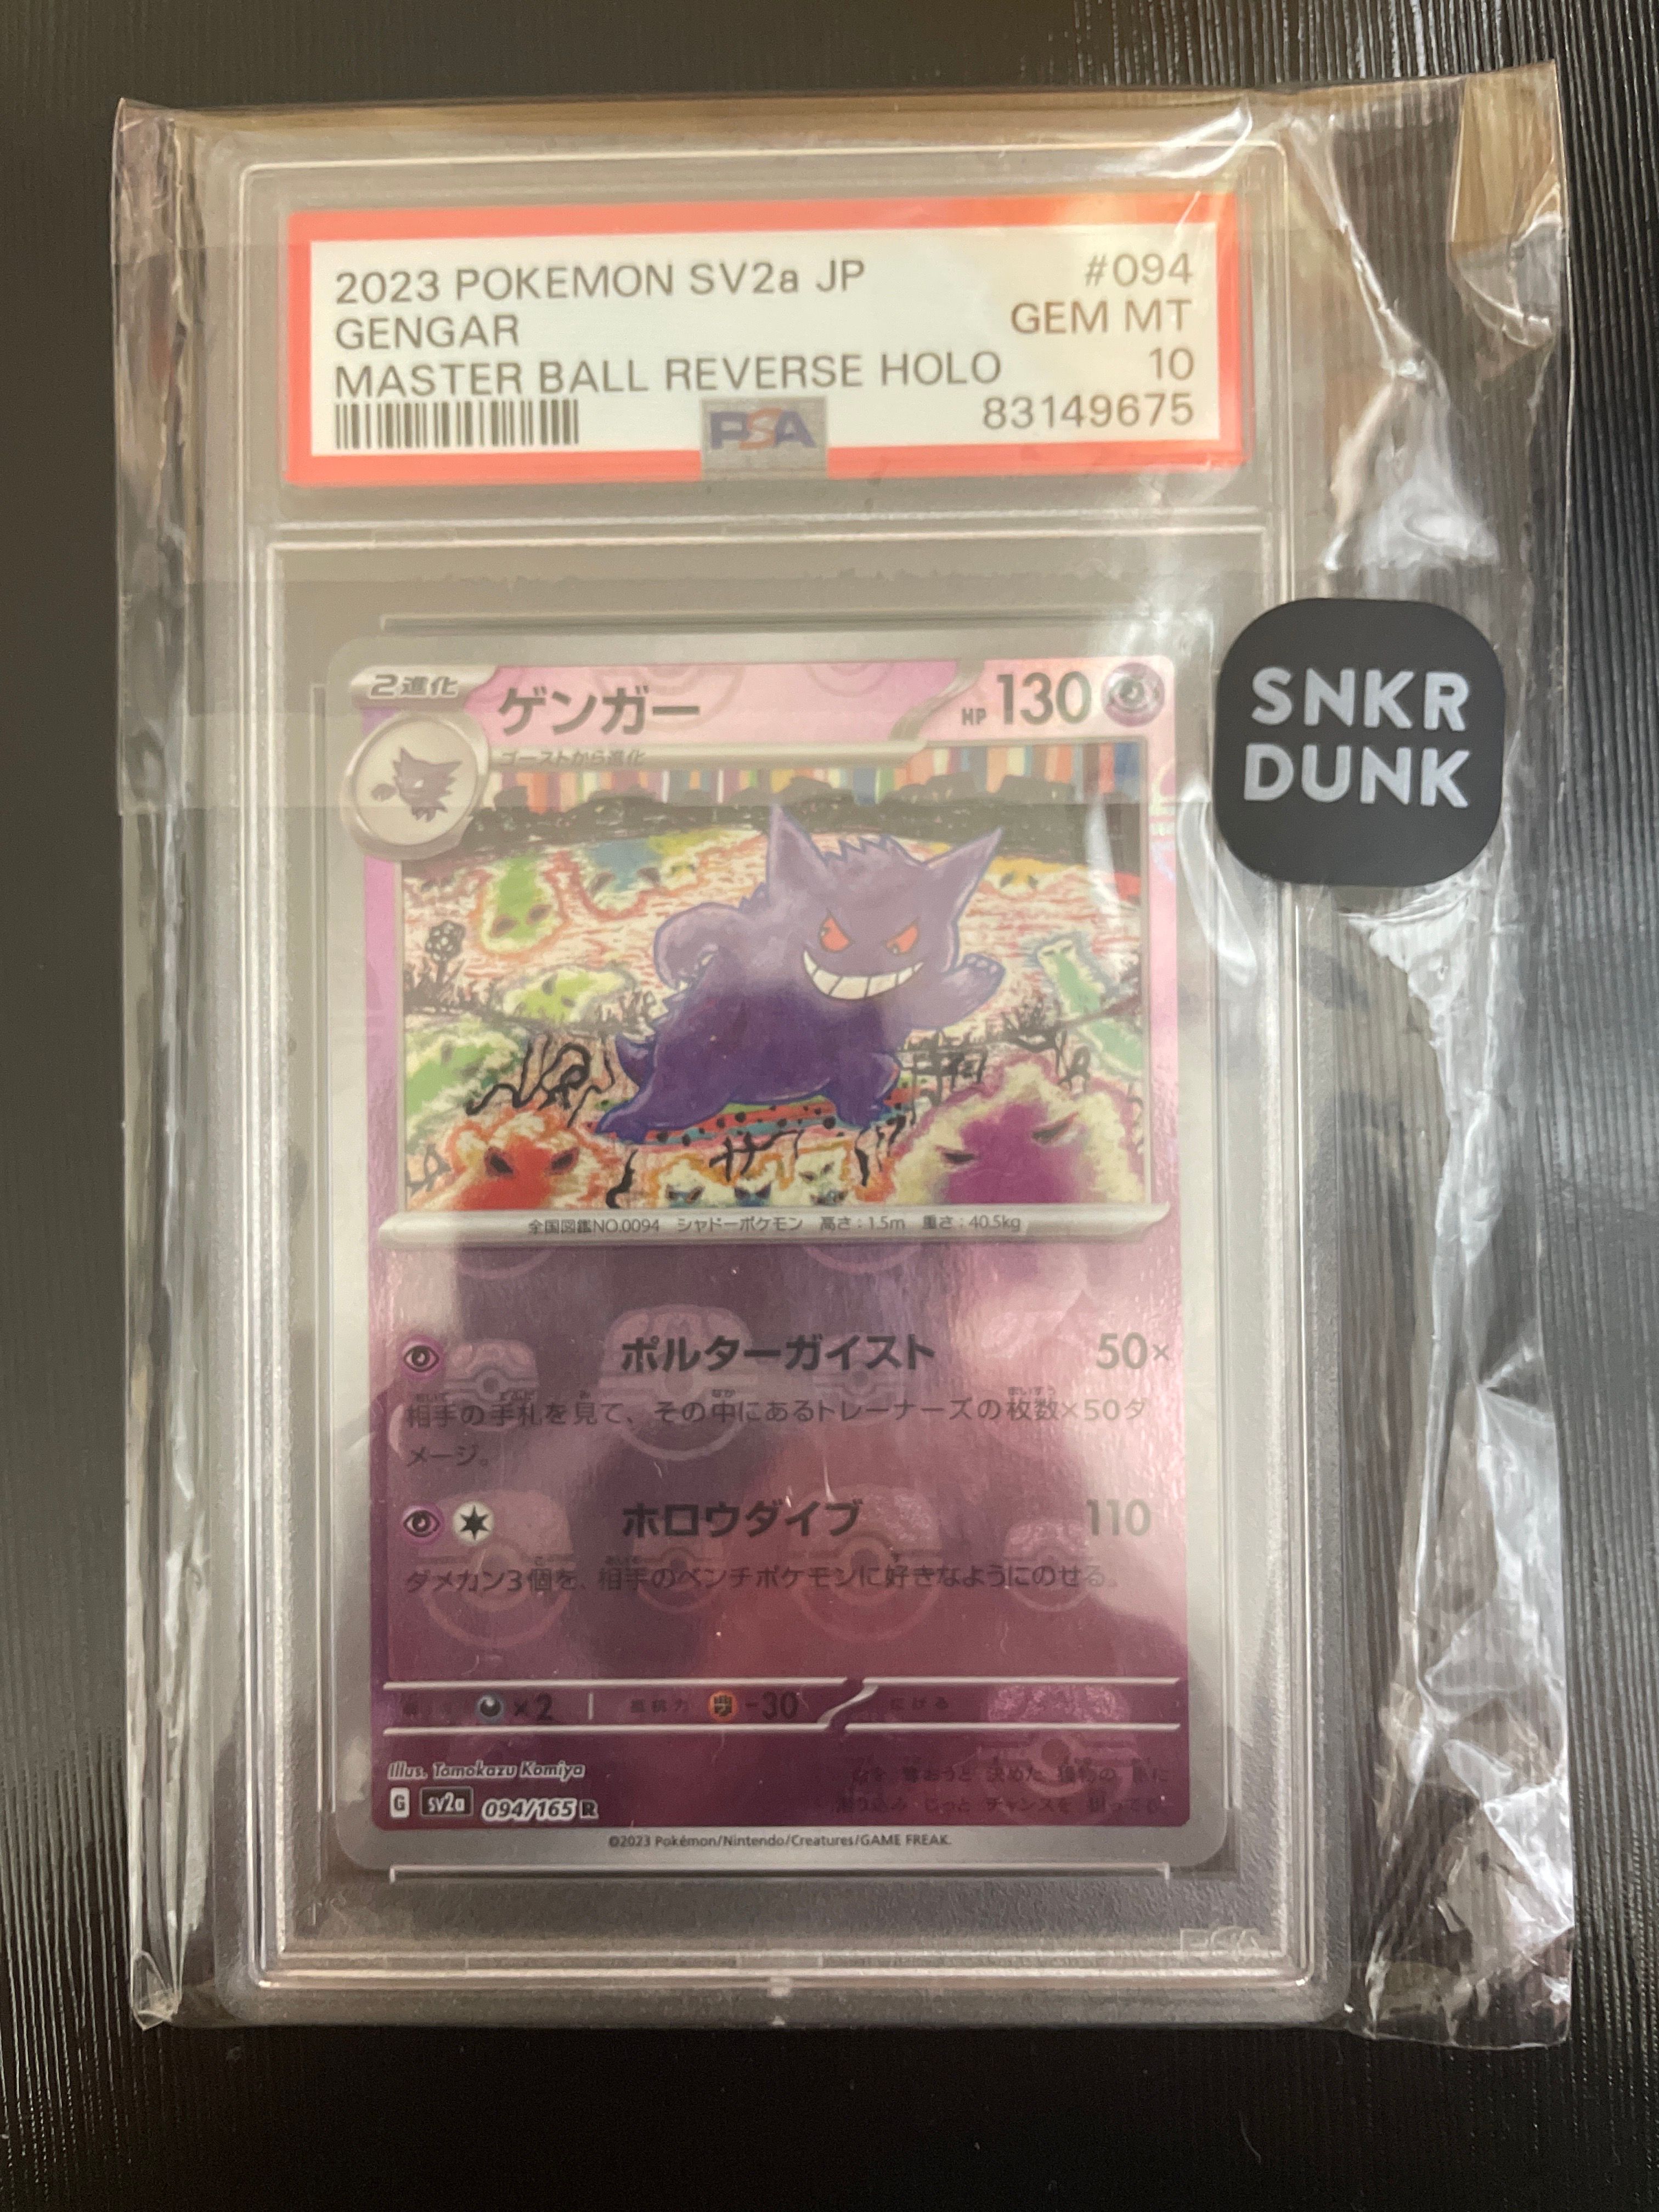 2023 POKEMON SV2a JP #094
GENGAR GEM MT
MASTER BALL REVERSE HOLO 10
PSA 83149675
SNKR
DUNK
2進化 ゲンガー HP 130
ゴーストから進化
全国図鑑NO.0094 シャドーポケモン 高さ:1.5m 重さ:40.5kg
ポルターガイスト 50×
相手の手札を見て、その中にあるトレーナーズの枚数×50ダ
メージ。
ホロウダイブ 110
ダメカン3個を、相手のベンチポケモンに好きなようにのせる。
×2 抵抗力 -30 にげる
Illus. Tomokazu Komiya
G sv2a 094/165 R
©2023 Pokémon/Nintendo/Creatures/GAME FREAK.